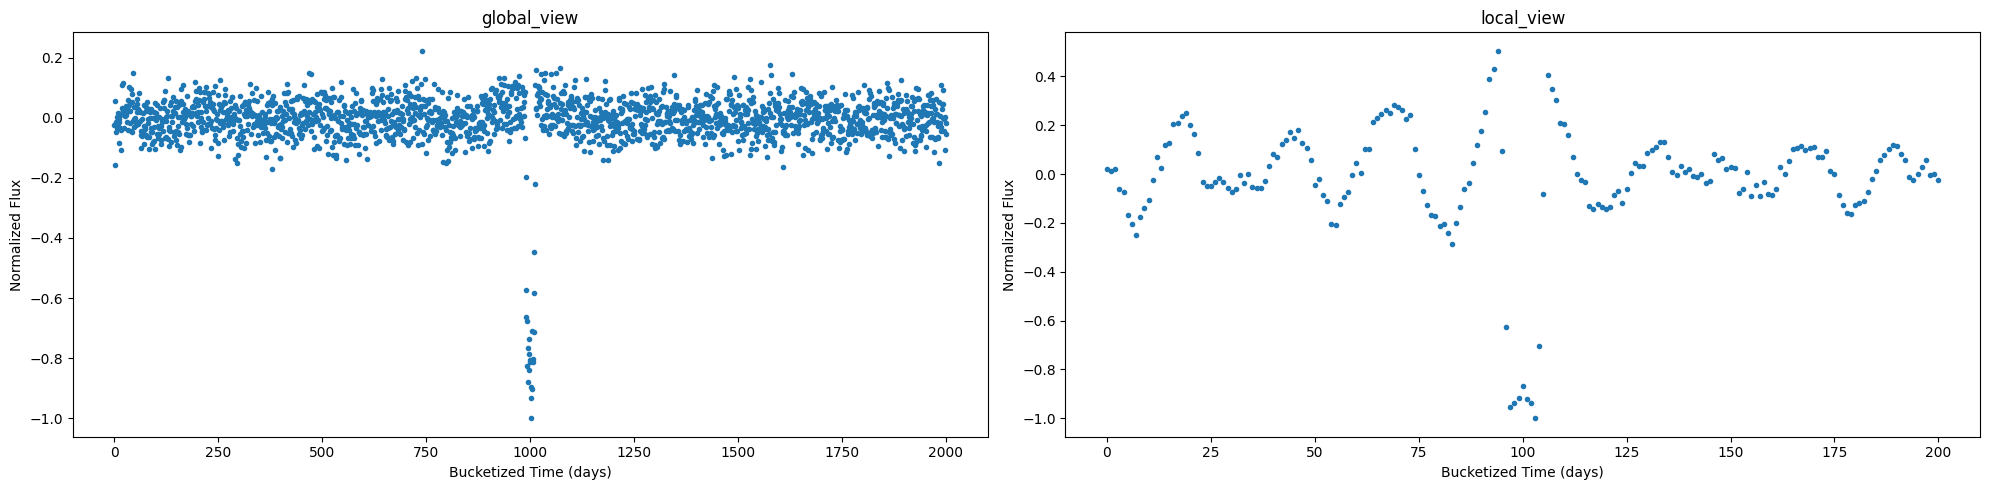 global_view
local_view
Normalized Flux
0.2
0.0
−0.2
−0.4
−0.6
−0.8
−1.0
0 250 500 750 1000 1250 1500 1750 2000
Bucketized Time (days)
Normalized Flux
0.4
0.2
0.0
−0.2
−0.4
−0.6
−0.8
−1.0
0 25 50 75 100 125 150 175 200
Bucketized Time (days)